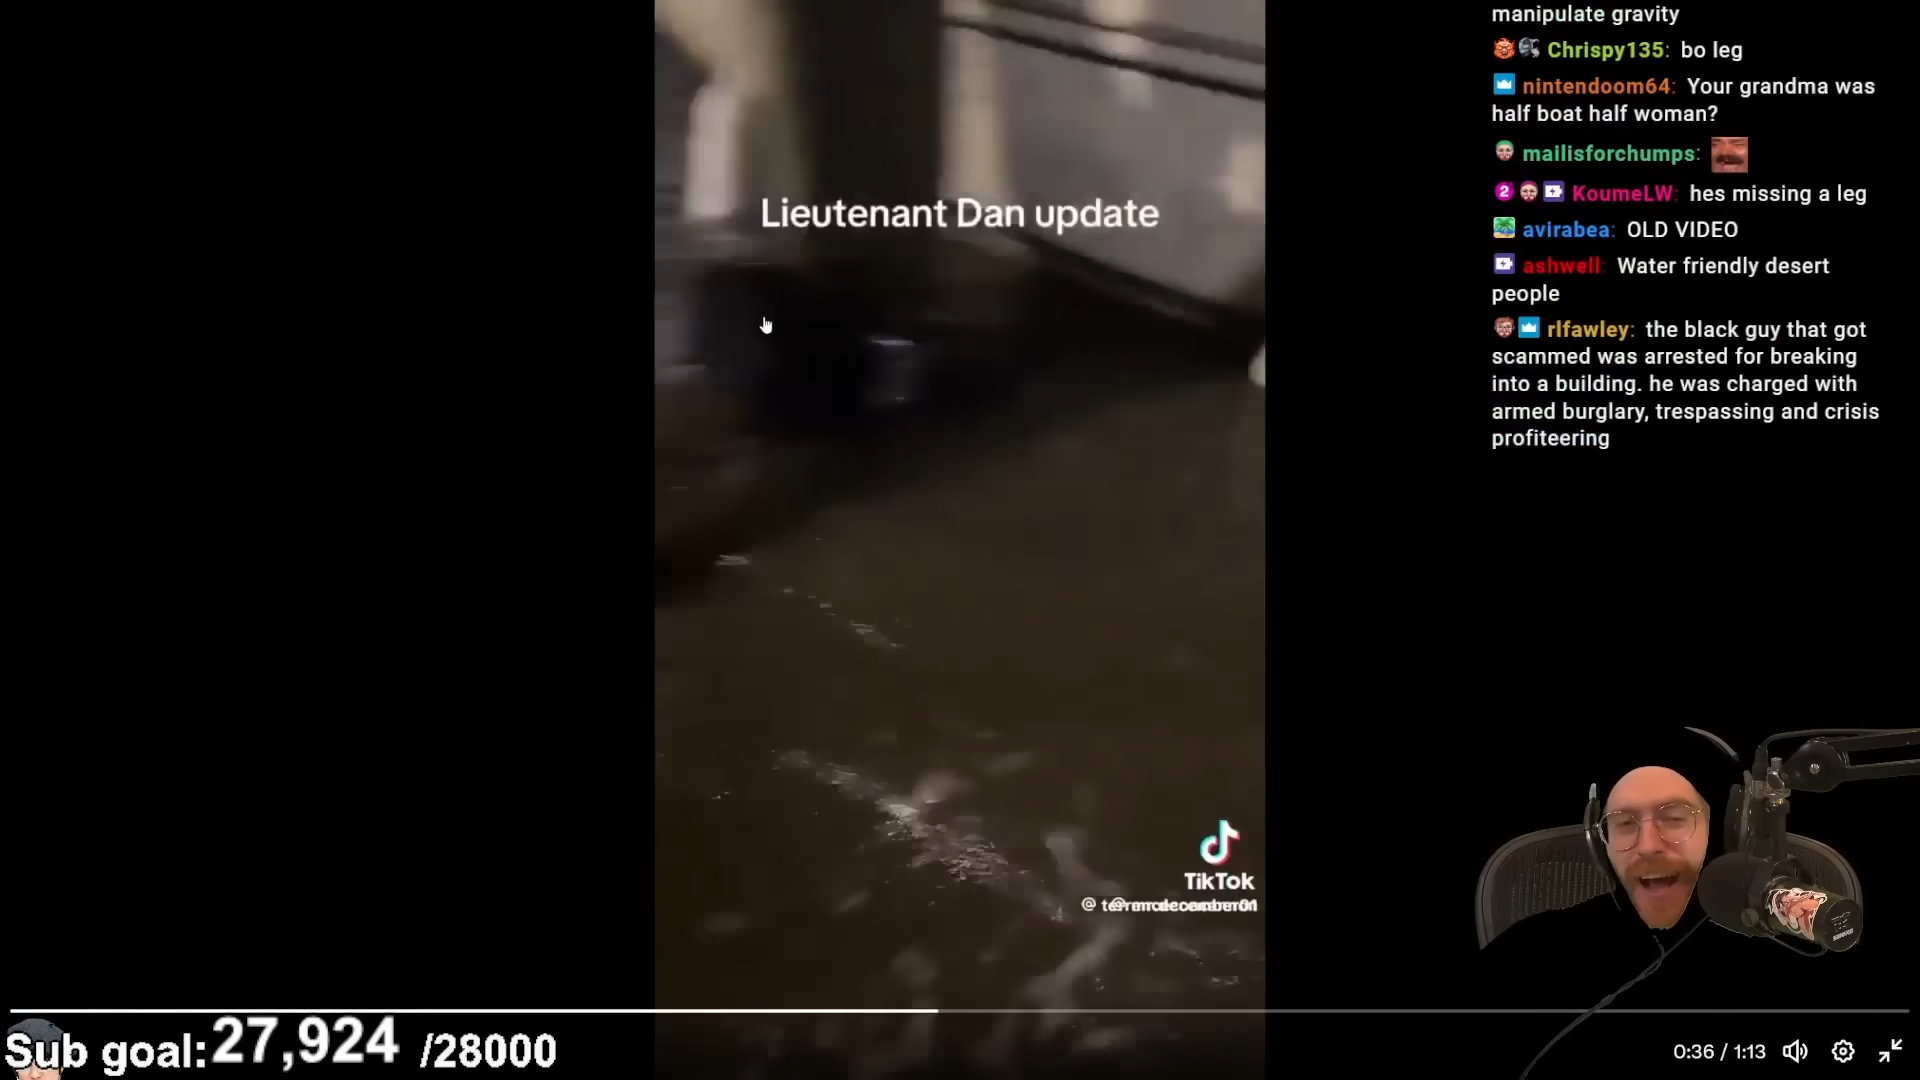 manipulate gravity
Chrispy135: bo leg
nintendoom64: Your grandma was
half boat half woman?
mailisforchumps:
2 KoumeLW: hes missing a leg
avirabea: OLD VIDEO
ashwell: Water friendly desert
people
rlfawley: the black guy that got
scammed was arrested for breaking
into a building. he was charged with
armed burglary, trespassing and crisis
profiteering
Lieutenant Dan update
TikTok
Sub goal: 27,924 /28000
0:36 / 1:13